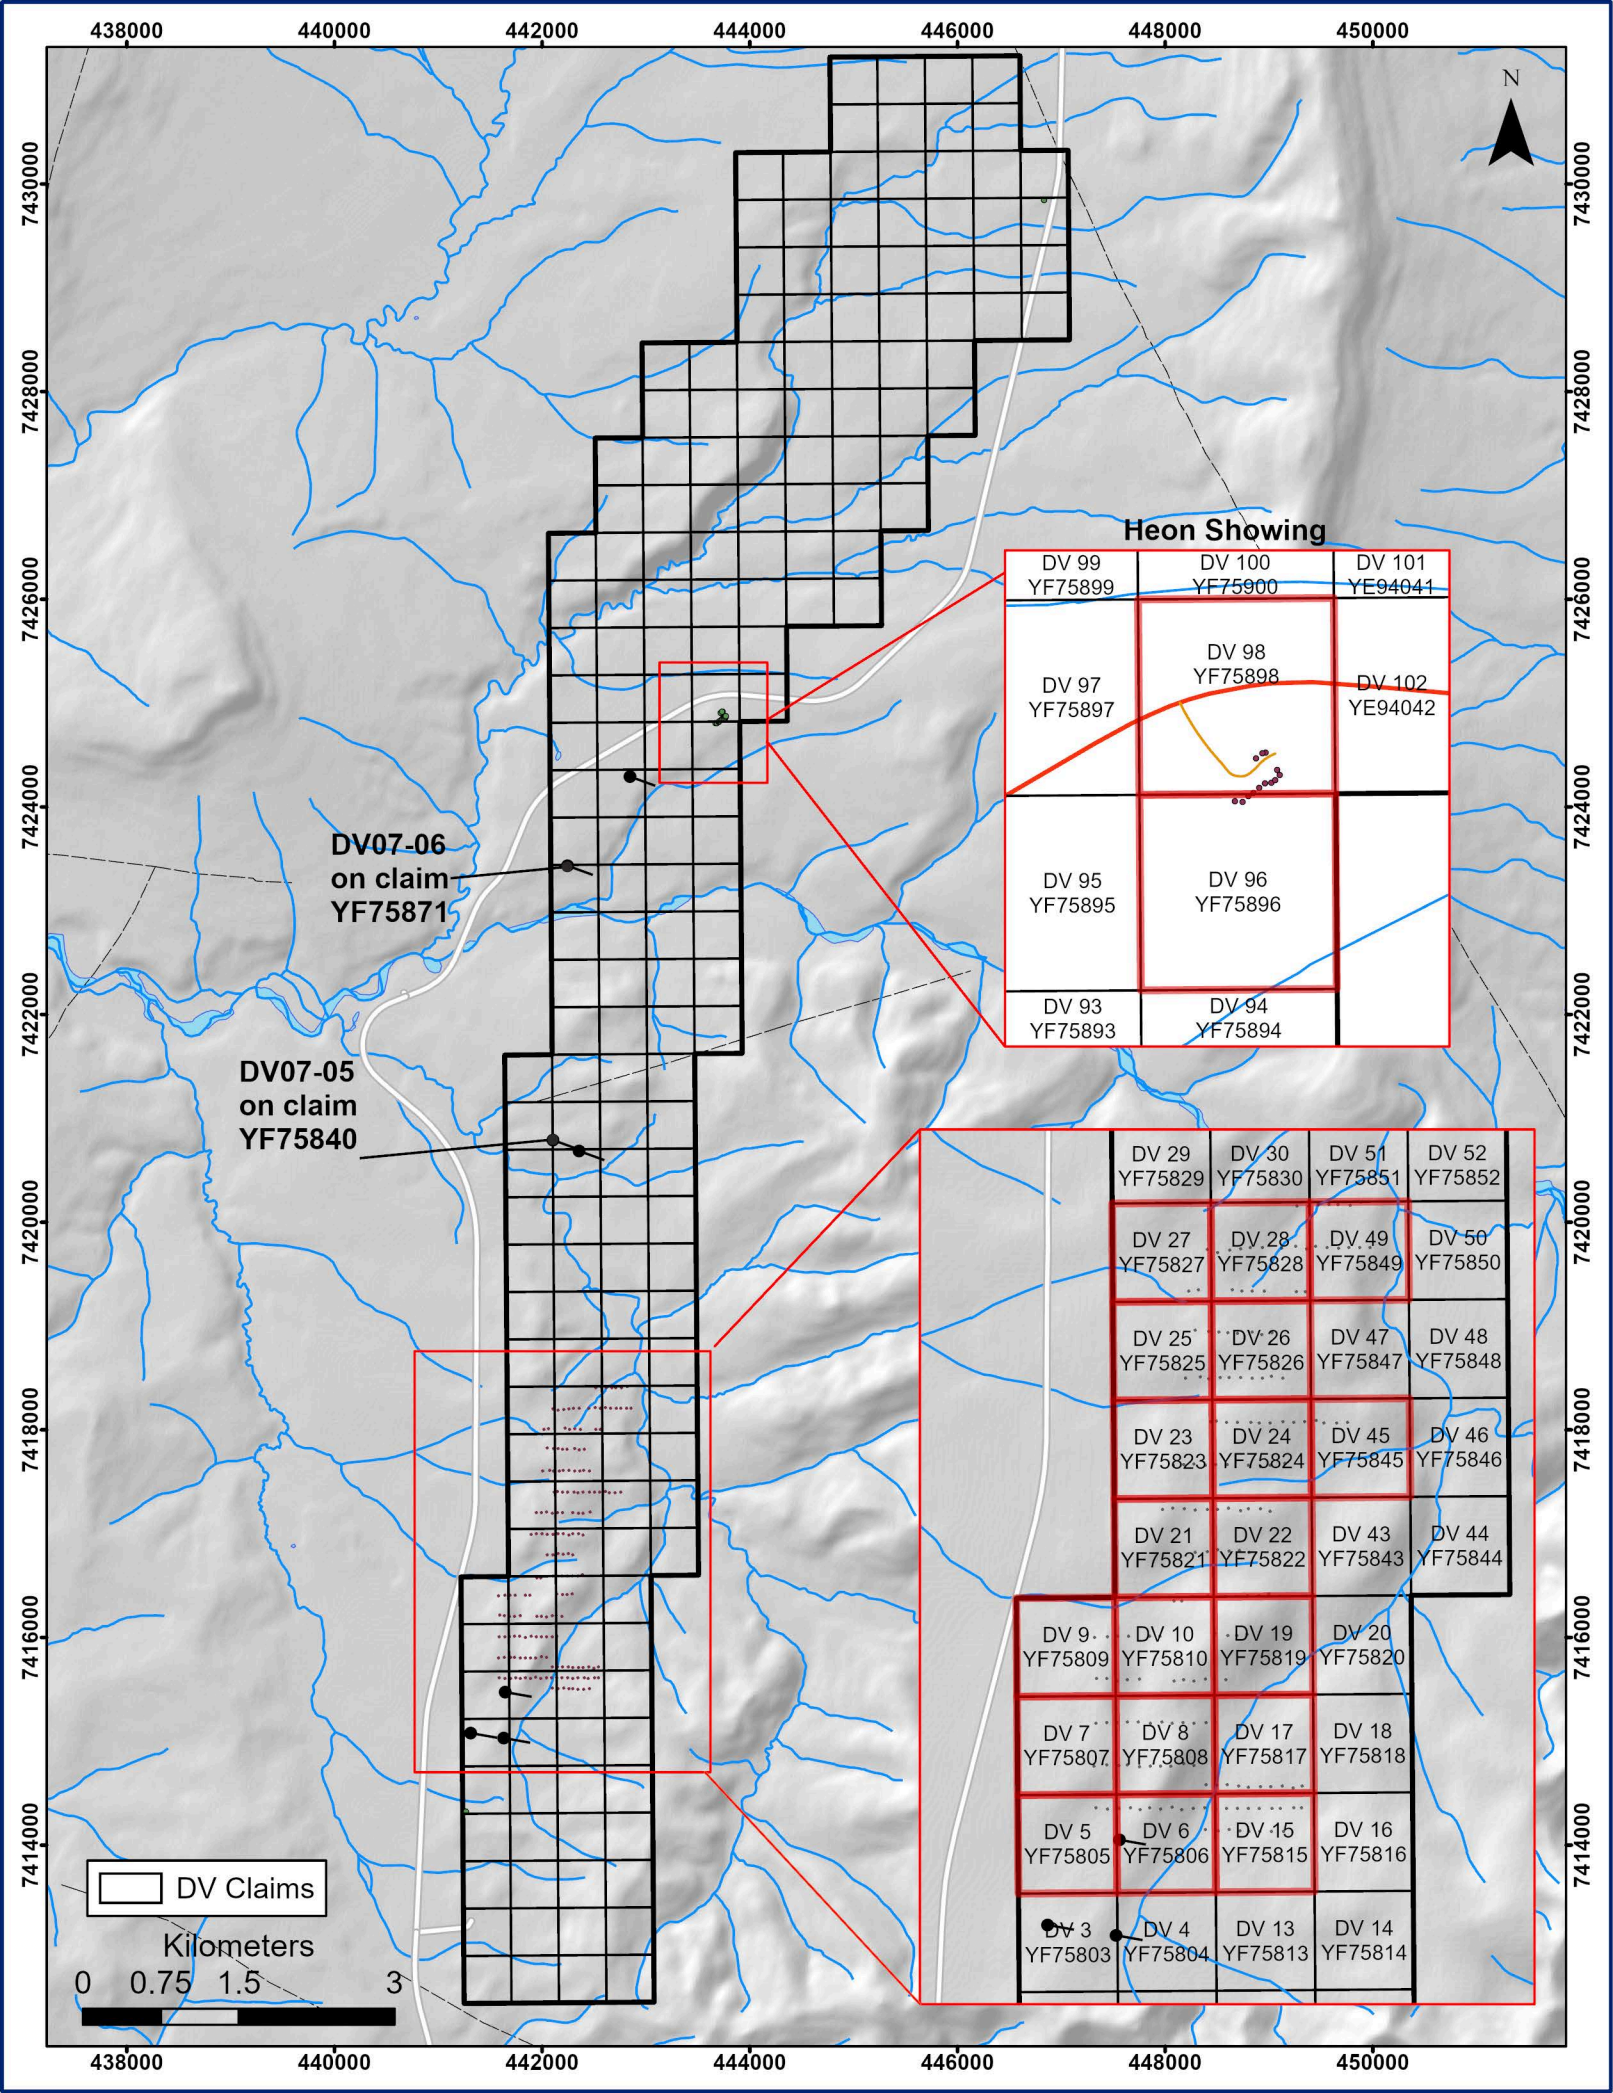 438000 440000 442000 444000 446000 448000 450000
N
7430000
7430000
7428000
7428000
Heon Showing
7426000
7426000
DV 99
YF75899
DV 100
YF75900
DV 101
YE94041
DV 97
YF75897
DV 98
YF75898
DV 102
YE94042
DV 95
YF75895
DV 96
YF75896
DV 93
YF75893
DV 94
YF75894
7424000
7424000
DV07-06
on claim
YF75871
7422000
7422000
DV07-05
on claim
YF75840
7420000
7420000
DV 29
YF75829
DV 30
YF75830
DV 51
YF75851
DV 52
YF75852
DV 27
YF75827
DV 28
YF75828
DV 49
YF75849
DV 50
YF75850
DV 25
YF75825
DV 26
YF75826
DV 47
YF75847
DV 48
YF75848
DV 23
YF75823
DV 24
YF75824
DV 45
YF75845
DV 46
YF75846
DV 21
YF75821
DV 22
YF75822
DV 43
YF75843
DV 44
YF75844
DV 9
YF75809
DV 10
YF75810
DV 19
YF75819
DV 20
YF75820
DV 7
YF75807
DV 8
YF75808
DV 17
YF75817
DV 18
YF75818
DV 5
YF75805
DV 6
YF75806
DV 15
YF75815
DV 16
YF75816
DV 3
YF75803
DV 4
YF75804
DV 13
YF75813
DV 14
YF75814
7418000
7418000
7416000
7416000
7414000
7414000
DV Claims
Kilometers
0 0.75 1.5 3
438000 440000 442000 444000 446000 448000 450000